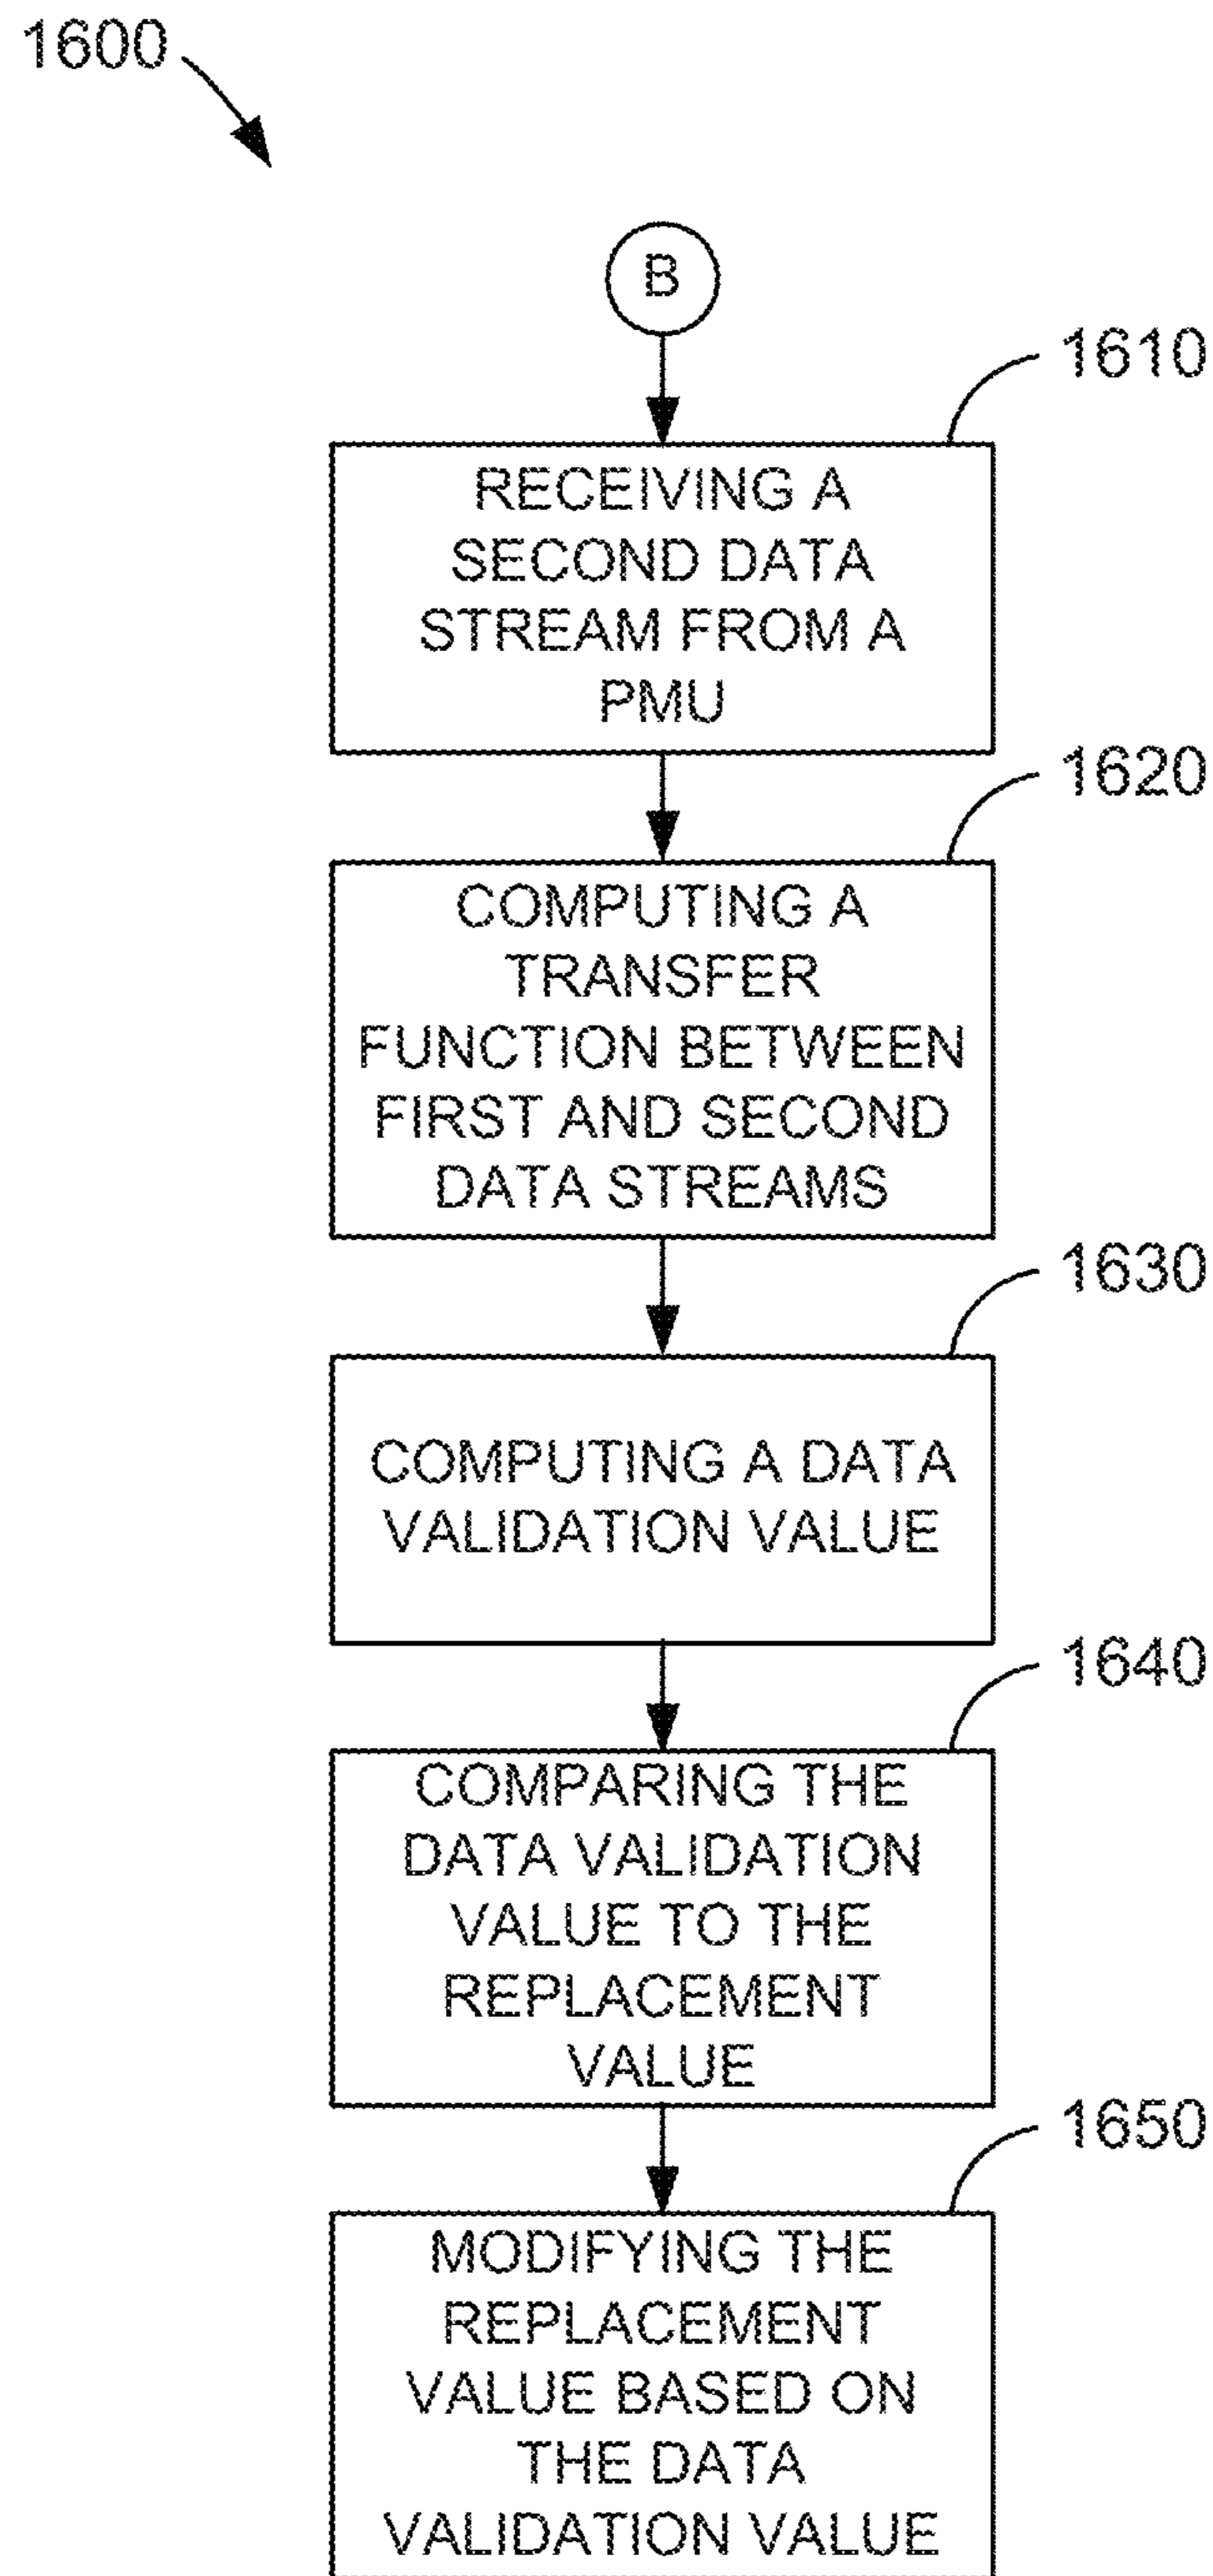 1600
B
1610
RECEIVING A
SECOND DATA
STREAM FROM A
PMU
1620
COMPUTING A
TRANSFER
FUNCTION BETWEEN
FIRST AND SECOND
DATA STREAMS
1630
COMPUTING A DATA
VALIDATION VALUE
1640
COMPARING THE
DATA VALIDATION
VALUE TO THE
REPLACEMENT
VALUE
1650
MODIFYING THE
REPLACEMENT
VALUE BASED ON
THE DATA
VALIDATION VALUE